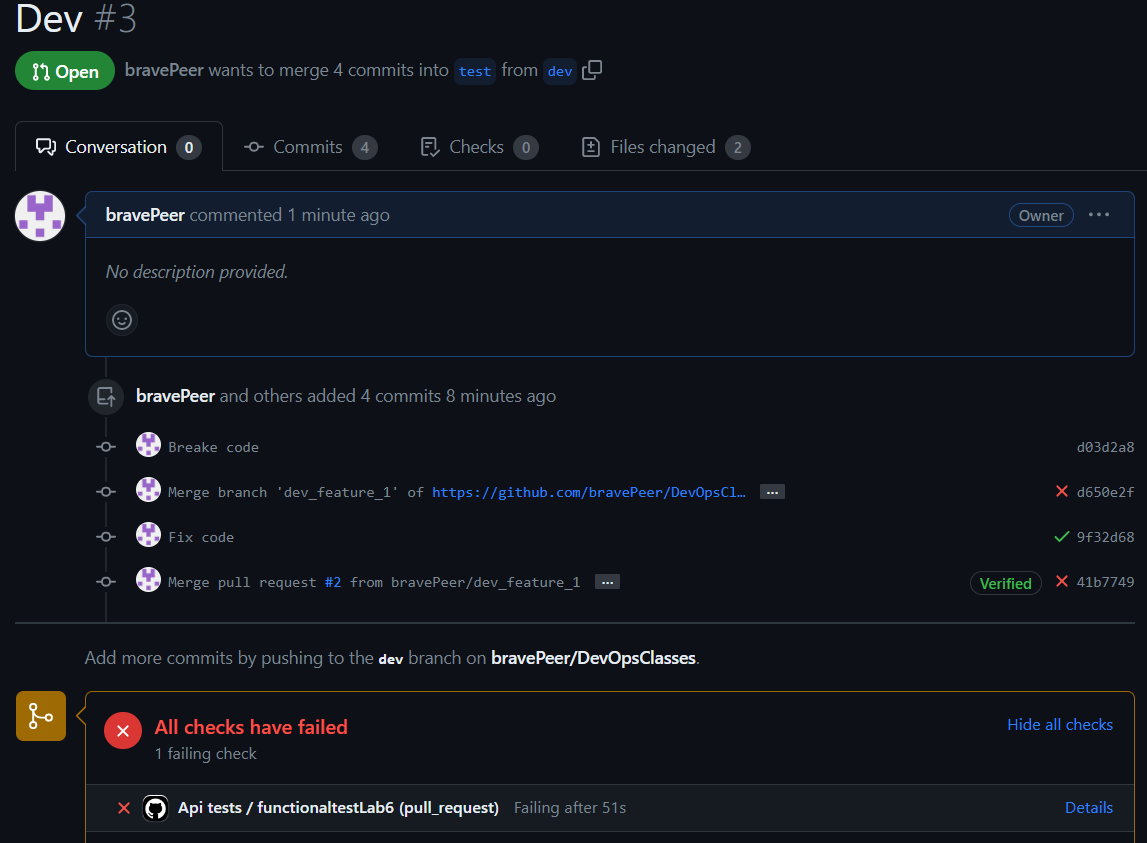 Dev #3
Open bravePeer wants to merge 4 commits into test from dev
Conversation 0 Commits 4 Checks 0 Files changed 2
bravePeer commented 1 minute ago Owner ...
No description provided.
bravePeer and others added 4 commits 8 minutes ago
Breake code d03d2a8
Merge branch 'dev_feature_1' of https://github.com/bravePeer/DevOpsCl… ... d650e2f
Fix code 9f32d68
Merge pull request #2 from bravePeer/dev_feature_1 ... Verified 41b7749
Add more commits by pushing to the dev branch on bravePeer/DevOpsClasses.
All checks have failed Hide all checks
1 failing check
Api tests / functionaltestLab6 (pull_request) Failing after 51s Details